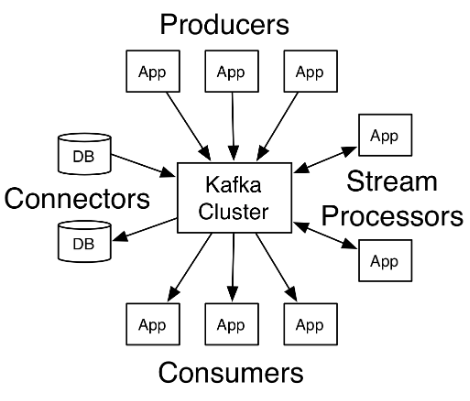 Producers
App
App
App
DB
App
Connectors
Kafka
Cluster
Stream
Processors
DB
App
App
App
App
Consumers